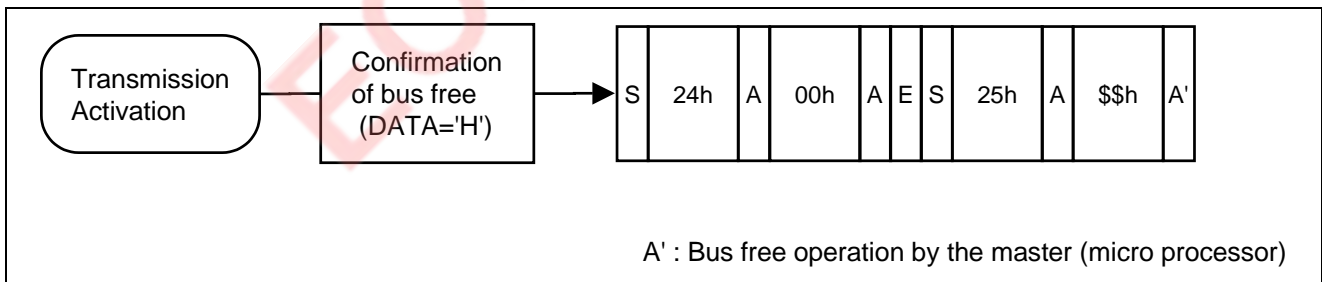 Transmission
Activation
Confirmation
of bus free
(DATA='H')
S 24h A 00h A E S 25h A $$h A'
A' : Bus free operation by the master (micro processor)